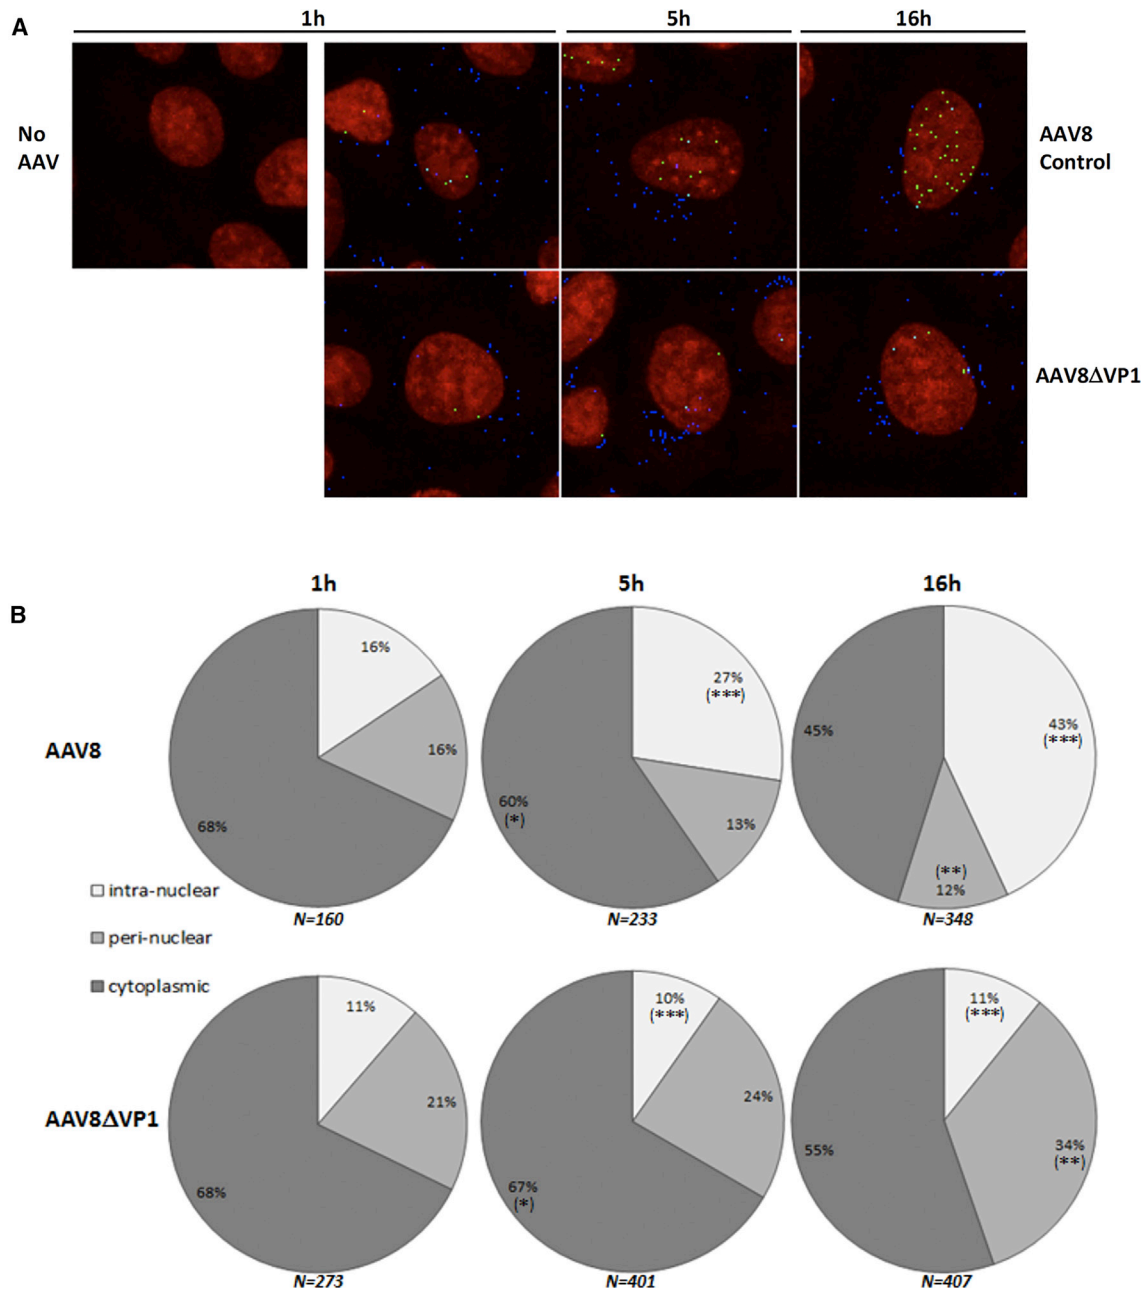 A
1h 5h 16h
No
AAV
AAV8
Control
AAV8ΔVP1
B
1h 5h 16h
AAV8
16%
16%
68%
27%
(***)
13%
60%
(*)
43%
(***)
(**)
12%
45%
N=160 N=233 N=348
intra-nuclear
peri-nuclear
cytoplasmic
AAV8ΔVP1
11%
21%
68%
10%
(***)
24%
67%
(*)
11%
(***)
34%
(**)
55%
N=273 N=401 N=407